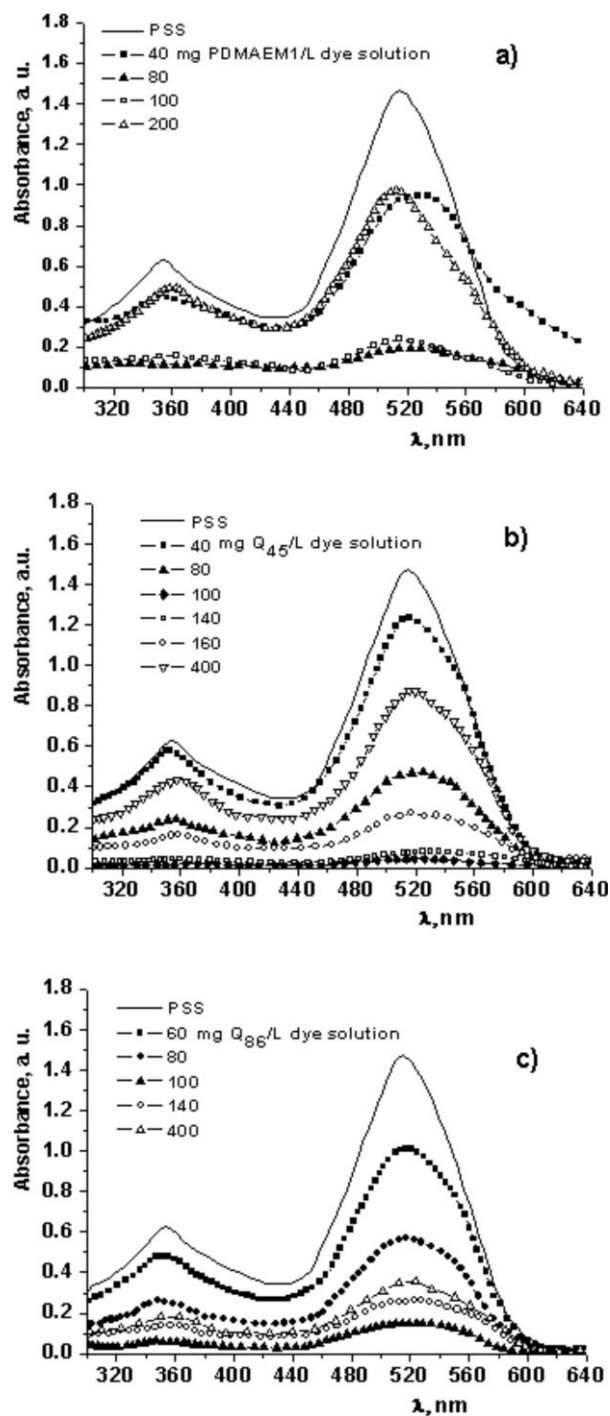 a)
PSS
40 mg PDMAEM1/L dye solution
80
100
200
Absorbance, a. u.
1.8
1.6
1.4
1.2
1.0
0.8
0.6
0.4
0.2
0.0
320 360 400 440 480 520 560 600 640
λ,nm
b)
PSS
40 mg Q45/L dye solution
80
100
140
160
400
Absorbance, a.u.
1.8
1.6
1.4
1.2
1.0
0.8
0.6
0.4
0.2
0.0
320 360 400 440 480 520 560 600 640
λ,nm
c)
PSS
60 mg Q86/L dye solution
80
100
140
400
Absorbance, a. u.
1.8
1.6
1.4
1.2
1.0
0.8
0.6
0.4
0.2
0.0
320 360 400 440 480 520 560 600 640
λ,nm